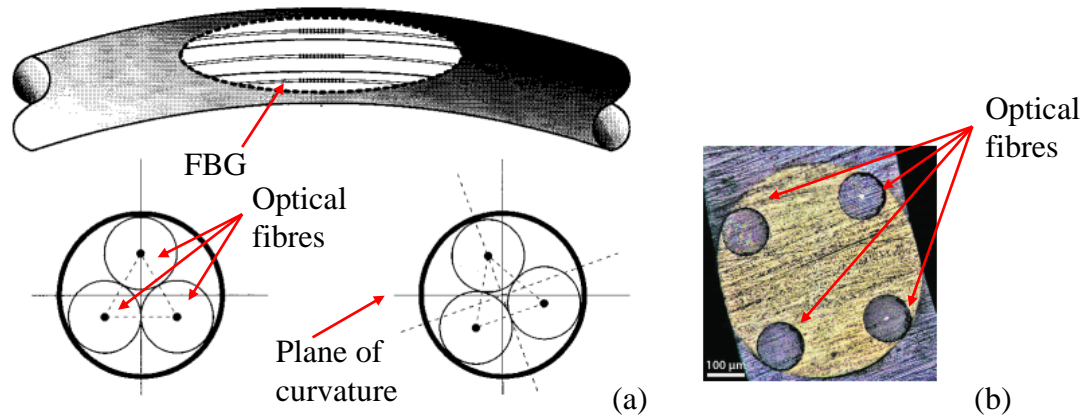 FBG
Optical
fibres
Plane of
curvature
(a)
Optical
fibres
100 μm
(b)